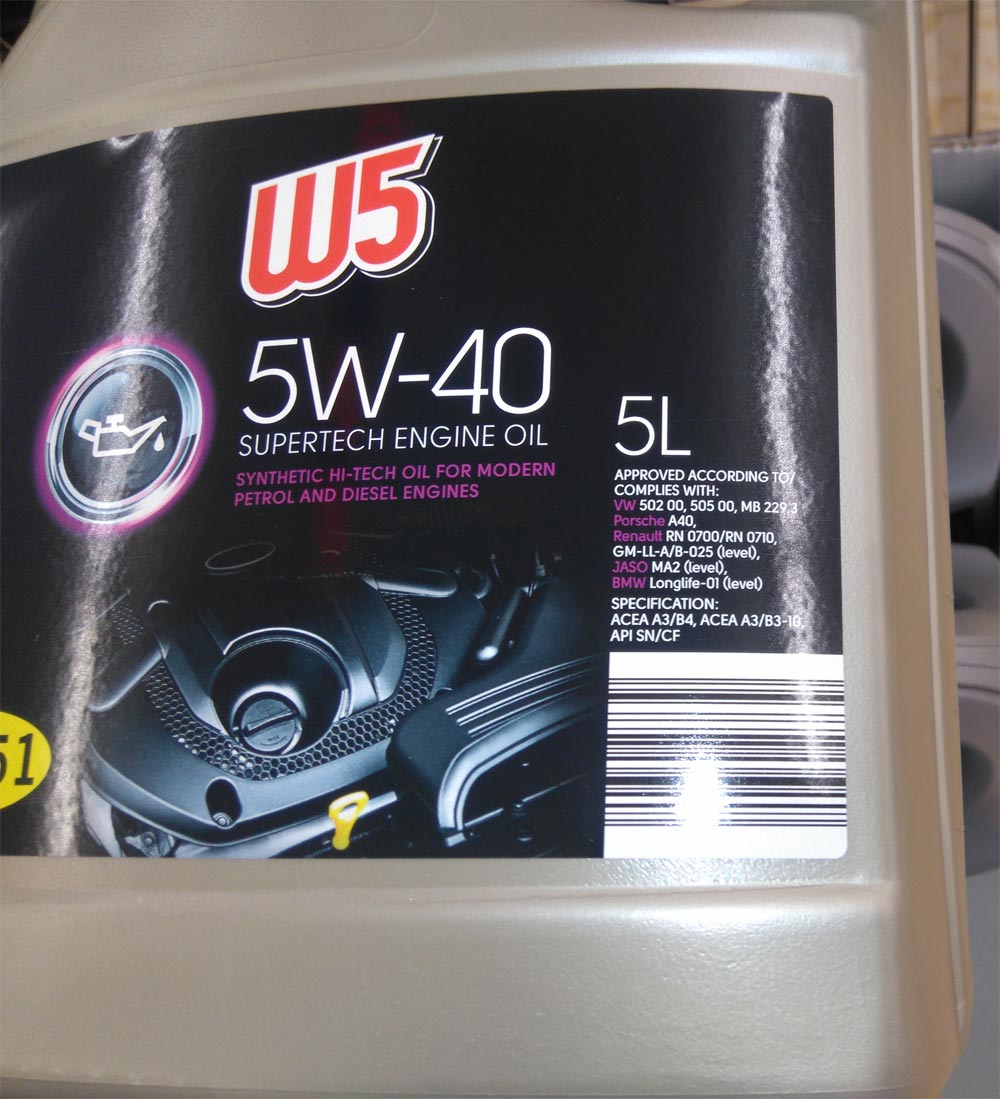 W5
5W-40
SUPERTECH ENGINE OIL
SYNTHETIC HI-TECH OIL FOR MODERN
PETROL AND DIESEL ENGINES
5L
APPROVED ACCORDING TO/
COMPLIES WITH:
VW 502 00, 505 00, MB 229.3
Porsche A40,
Renault RN 0700/RN 0710,
GM-LL-A/B-025 (level),
JASO MA2 (level),
BMW Longlife-01 (level)
SPECIFICATION:
ACEA A3/B4, ACEA A3/B3-10,
API SN/CF
51